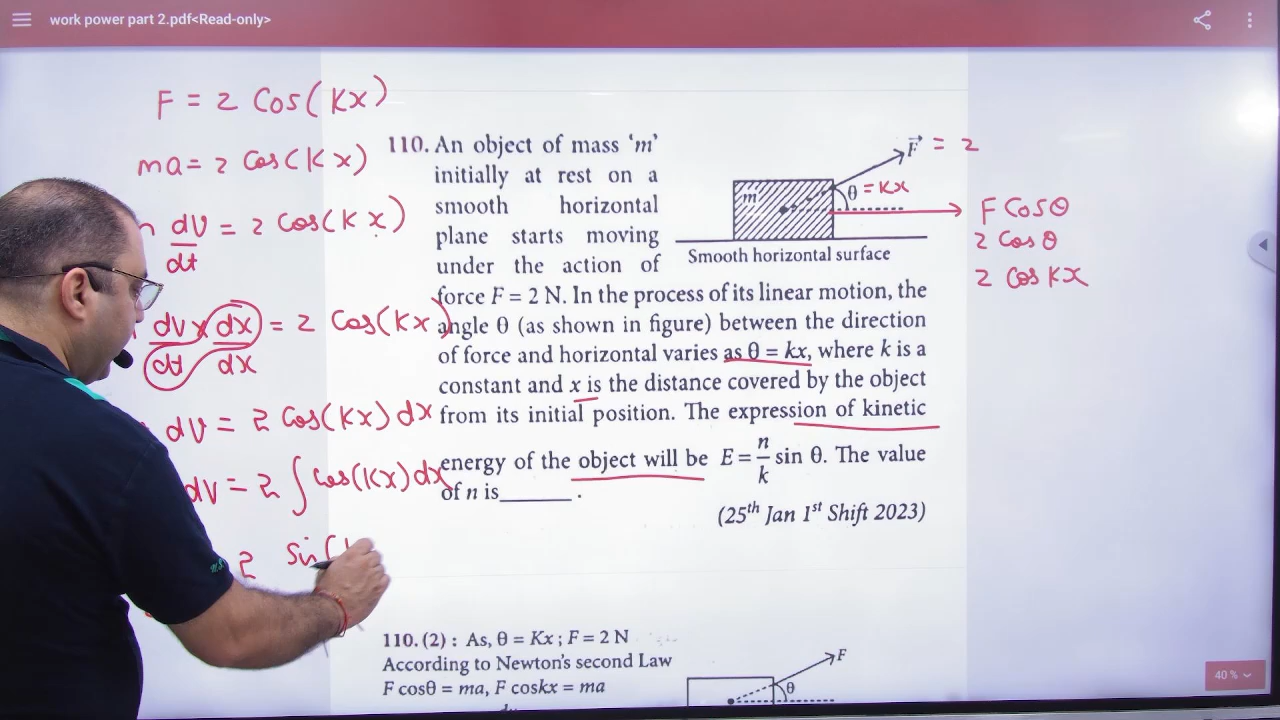 work power part 2.pdf<Read-only>
F = 2 Cos(Kx)
ma = 2 Cos(Kx)
dV = 2 Cos(Kx)
dt
dV x dx = 2 Cos(Kx)
dt dx
dV = 2 Cos(Kx) dx
dV = 2 ∫ Cos(Kx) dx
2 sin(
110. An object of mass 'm'
initially at rest on a
smooth horizontal
plane starts moving
under the action of
force F = 2 N. In the process of its linear motion, the
angle θ (as shown in figure) between the direction
of force and horizontal varies as θ = kx, where k is a
constant and x is the distance covered by the object
from its initial position. The expression of kinetic
energy of the object will be E = n/k sin θ. The value
of n is______ .
(25th Jan 1st Shift 2023)
m
F⃗ = 2
θ = Kx
Smooth horizontal surface
F Cosθ
2 Cosθ
2 Cos Kx
110. (2) : As, θ = Kx ; F = 2 N
According to Newton's second Law
F cosθ = ma, F coskx = ma
F
θ
40 %